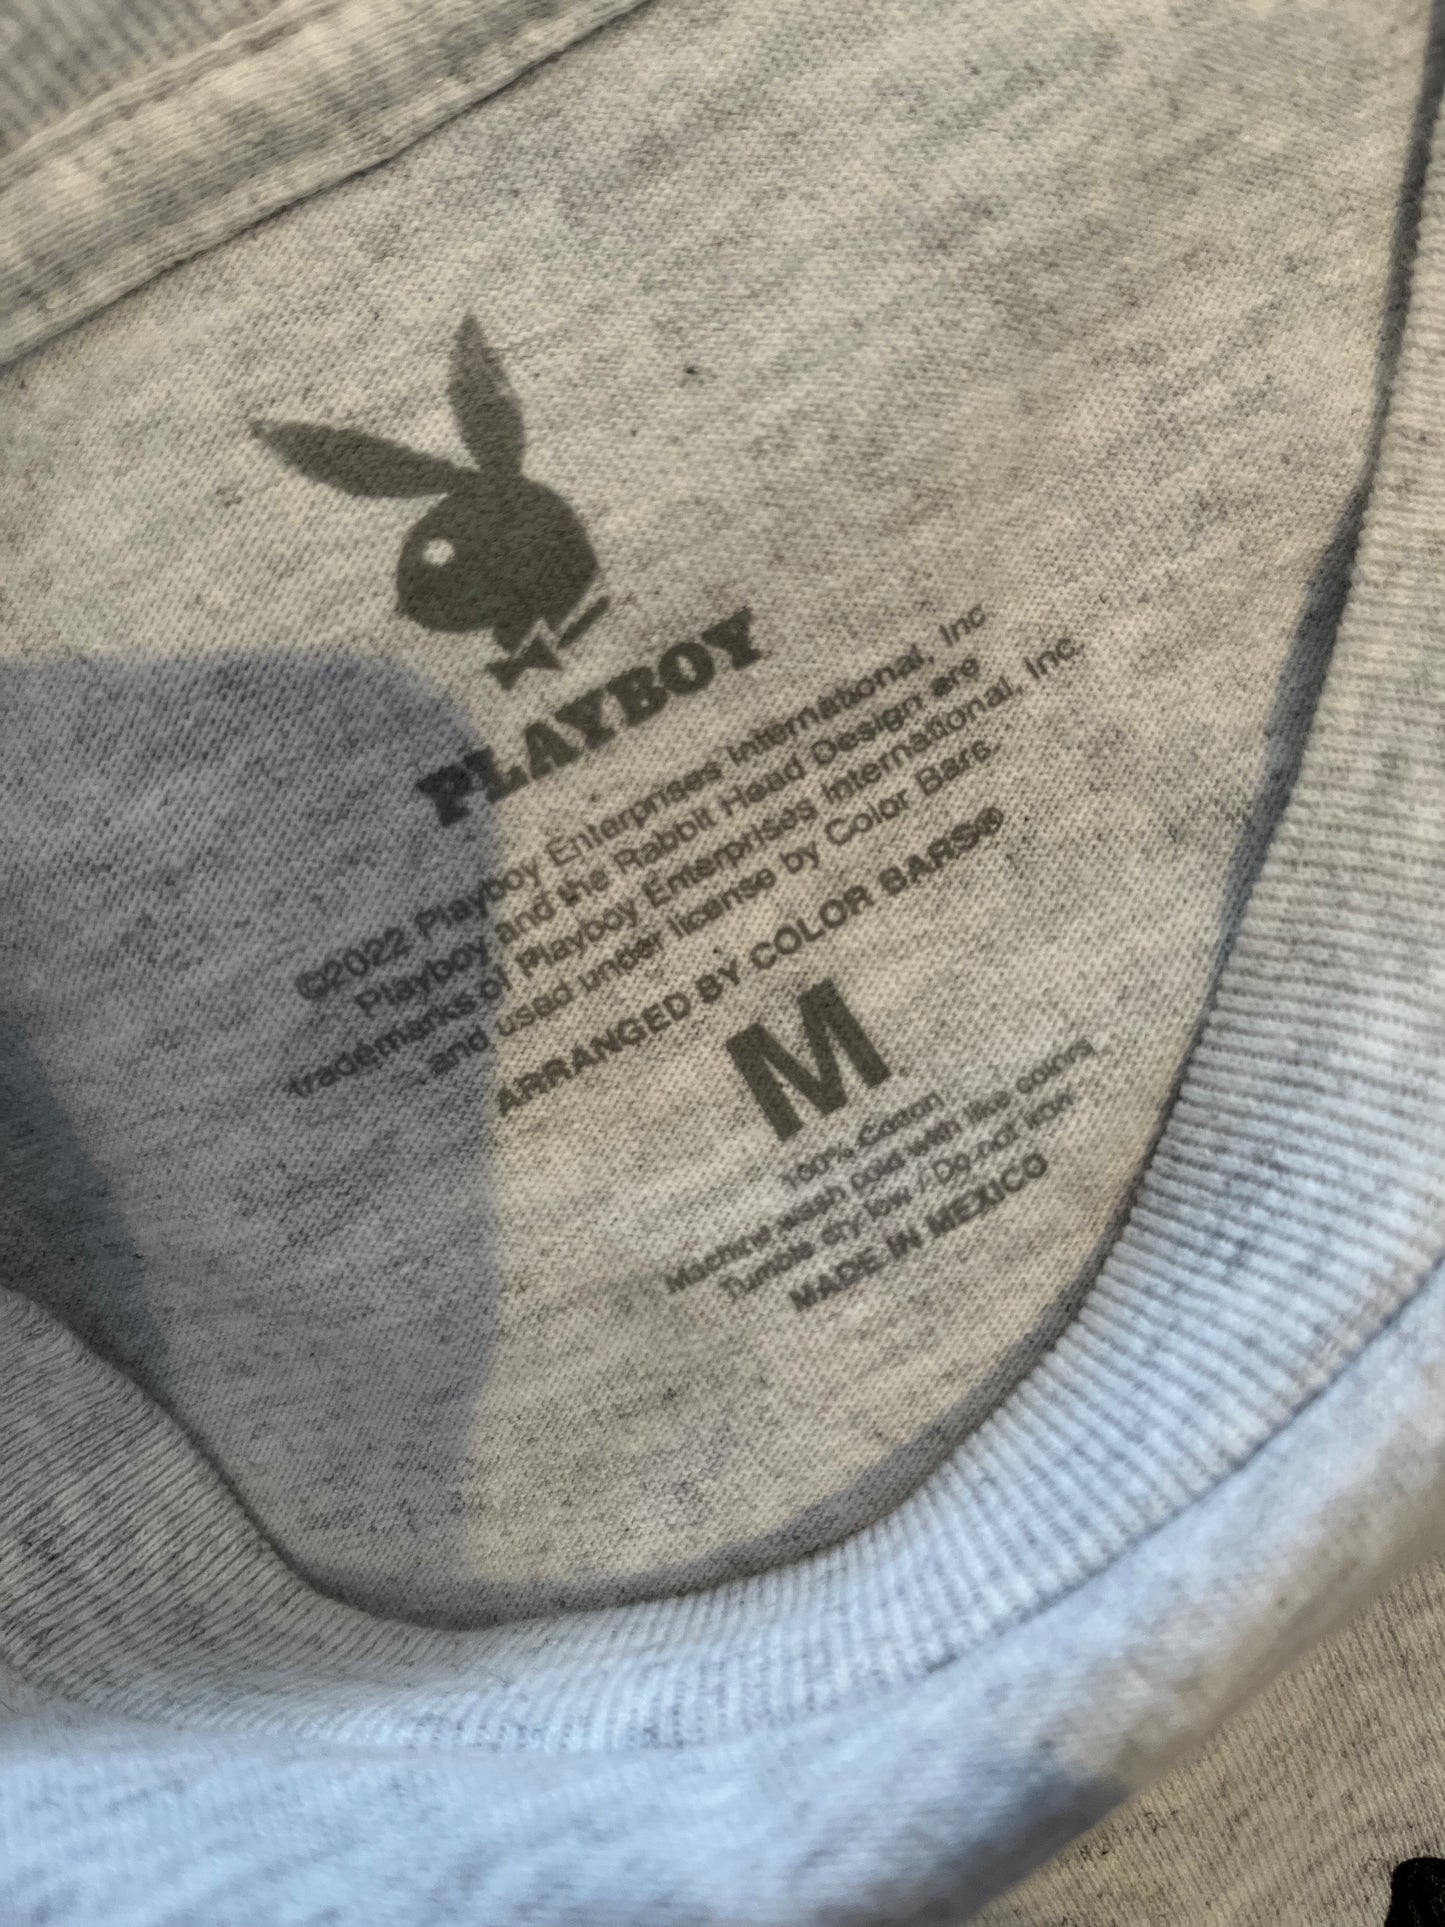 PLAYBOY
©2022 Playboy Enterprises International, Inc
Playboy and the Rabbit Head Design are
trademarks of Playboy Enterprises International, Inc.
and used under license by Color Bars.
ARRANGED BY COLOR BARS®
M
100% Cotton
Machine wash cold with like colors
Tumble dry low / Do not iron
MADE IN MEXICO